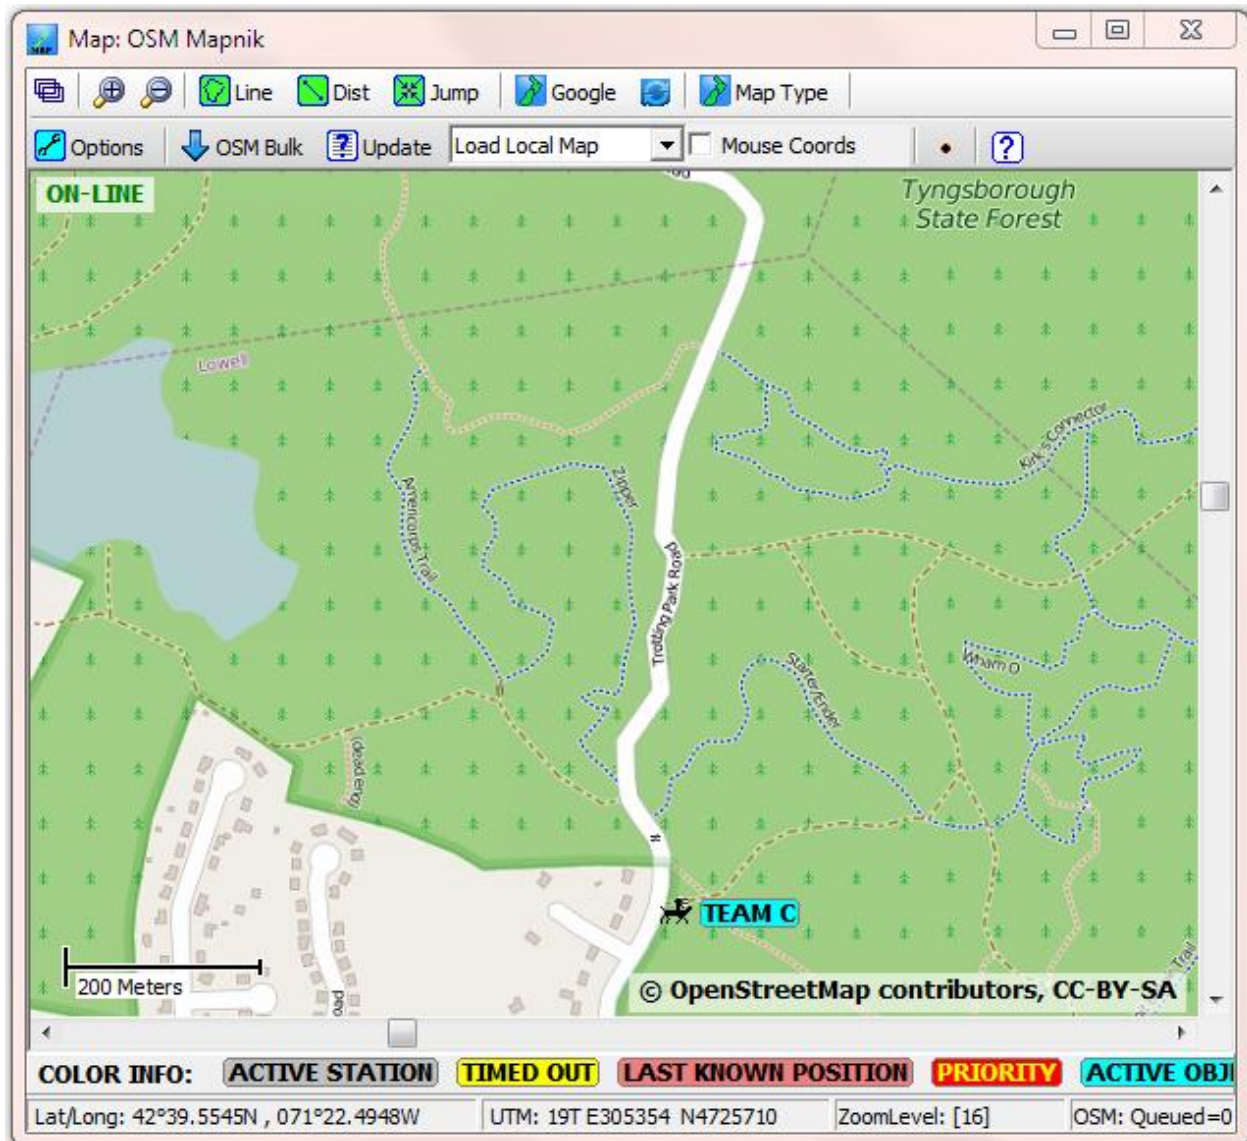 Map: OSM Mapnik
Line Dist Jump Google Map Type
Options OSM Bulk Update Load Local Map Mouse Coords
ON-LINE
Tyngsborough
State Forest
Lowell
Kirk's Connector
Zipper
Americorps Trail
Trotting Park Road
Wham O
Starter/Ender
(dead end)
TEAM C
200 Meters
Trail
© OpenStreetMap contributors, CC-BY-SA
COLOR INFO: ACTIVE STATION TIMED OUT LAST KNOWN POSITION PRIORITY ACTIVE OBJ
Lat/Long: 42°39.5545N , 071°22.4948W UTM: 19T E305354 N4725710 ZoomLevel: [16] OSM: Queued=0